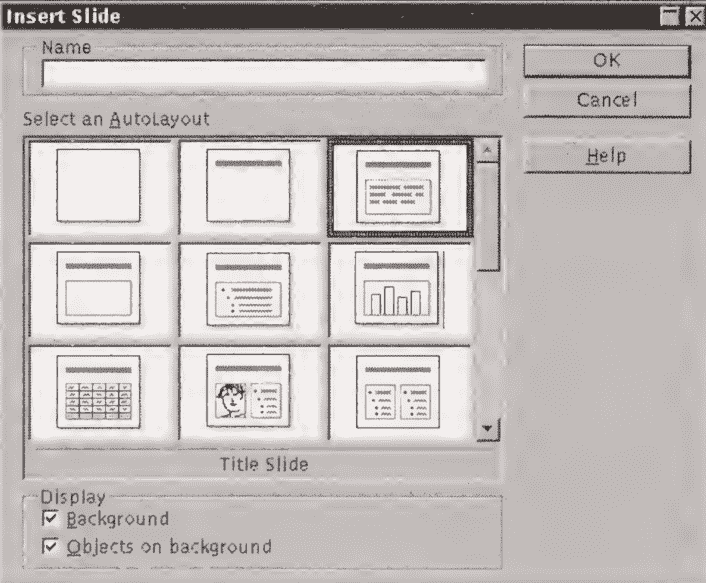 Insert Slide
Name
OK
Cancel
Help
Select an AutoLayout
Title Slide
Display
Background
Objects on background